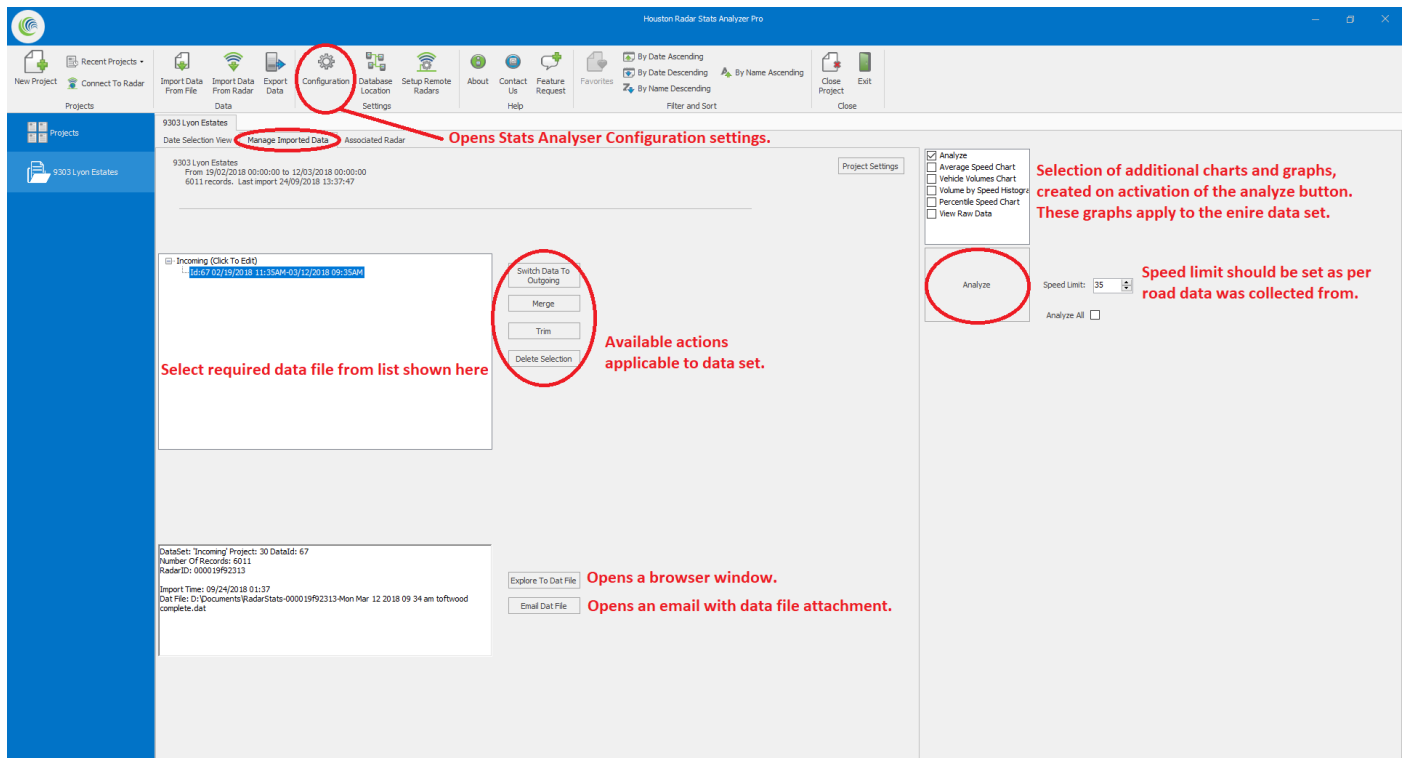 Houston Radar Stats Analyzer Pro
New Project
Recent Projects
Connect To Radar
Projects
Import Data From File
Import Data From Radar
Export Data
Data
Configuration
Database Location
Setup Remote Radars
Settings
About
Contact Us
Feature Request
Help
Favorites
By Date Ascending
By Date Descending
By Name Descending
By Name Ascending
Filter and Sort
Close Project
Exit
Close
Projects
9303 Lyon Estates
9303 Lyon Estates
Date Selection View
Manage Imported Data
Associated Radar
Opens Stats Analyser Configuration settings.
9303 Lyon Estates
From 19/02/2018 00:00:00 to 12/03/2018 00:00:00
6011 records. Last import 24/09/2018 13:37:47
Project Settings
Analyze
Average Speed Chart
Vehicle Volumes Chart
Volume by Speed Histogra
Percentile Speed Chart
View Raw Data
Selection of additional charts and graphs,
created on activation of the analyze button.
These graphs apply to the enire data set.
Incoming (Click To Edit)
Id:67 02/19/2018 11:35AM-03/12/2018 09:35AM
Select required data file from list shown here
Switch Data To
Outgoing
Merge
Trim
Delete Selection
Available actions
applicable to data set.
Analyze
Speed Limit: 35
Analyze All
Speed limit should be set as per
road data was collected from.
DataSet: 'Incoming' Project: 30 DataId: 67
Number Of Records: 6011
RadarID: 000019f92313
Import Time: 09/24/2018 01:37
Dat File: D:\Documents\RadarStats-000019f92313-Mon Mar 12 2018 09 34 am toftwood
complete.dat
Explore To Dat File
Opens a browser window.
Email Dat File
Opens an email with data file attachment.